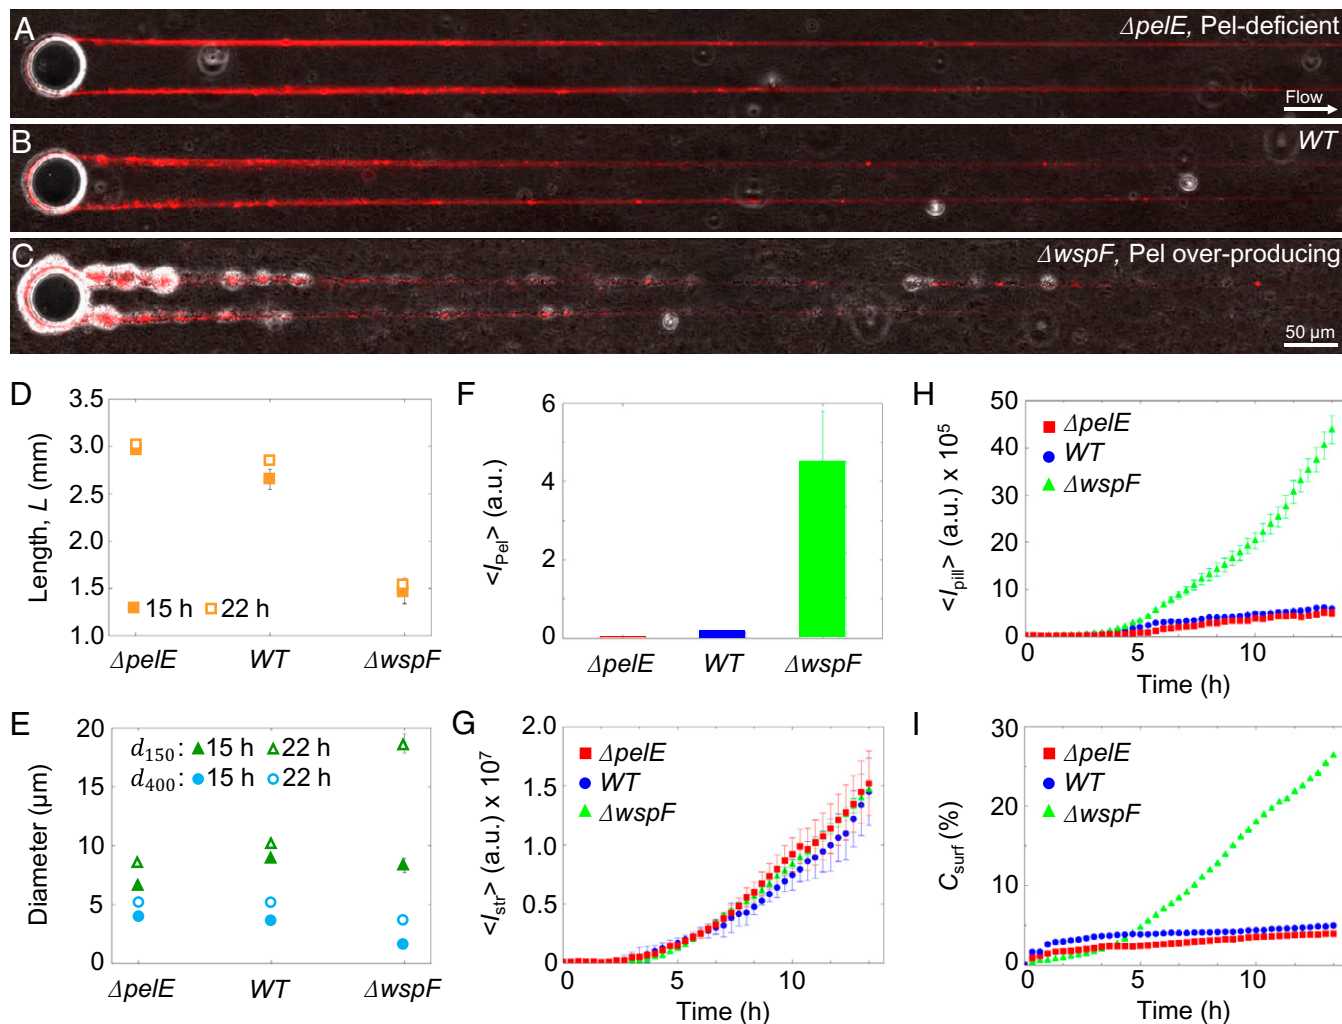 A
ΔpelE, Pel-deficient
Flow
B
WT
C
ΔwspF, Pel over-producing
50 µm
D
3.5
3.0
2.5
2.0
1.5
1.0
Length, L (mm)
15 h 22 h
ΔpelE WT ΔwspF
E
20
15
10
5
0
Diameter (µm)
d150: 15 h 22 h
d400: 15 h 22 h
ΔpelE WT ΔwspF
F
6
4
2
0
<IPel> (a.u.)
ΔpelE WT ΔwspF
G
2.0
1.5
1.0
0.5
0
<Istr> (a.u.) x 10⁷
ΔpelE
WT
ΔwspF
0 5 10
Time (h)
H
50
40
30
20
10
0
<Ipill> (a.u.) x 10⁵
ΔpelE
WT
ΔwspF
0 5 10
Time (h)
I
30
20
10
0
Csurf (%)
ΔpelE
WT
ΔwspF
0 5 10
Time (h)